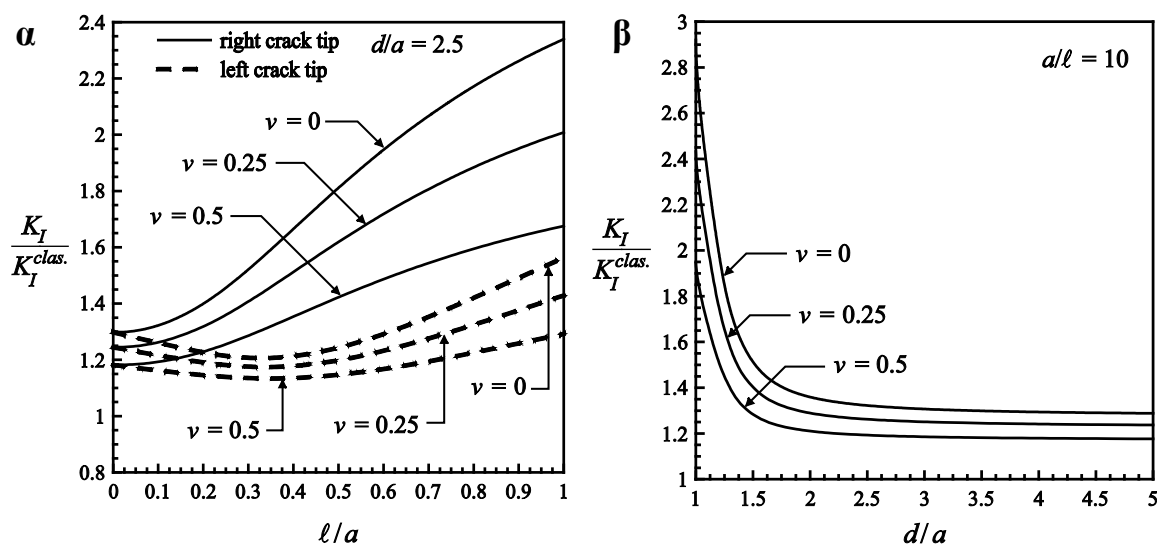 α
right crack tip
left crack tip
d/a = 2.5
ν = 0
ν = 0.25
ν = 0.5
ν = 0
ν = 0.25
ν = 0.5
K_I
K_I^{clas.}
2.4
2.2
2
1.8
1.6
1.4
1.2
1
0.8
0 0.1 0.2 0.3 0.4 0.5 0.6 0.7 0.8 0.9 1
ℓ/a
β
a/ℓ = 10
ν = 0
ν = 0.25
ν = 0.5
K_I
K_I^{clas.}
3
2.8
2.6
2.4
2.2
2
1.8
1.6
1.4
1.2
1
1 1.5 2 2.5 3 3.5 4 4.5 5
d/a